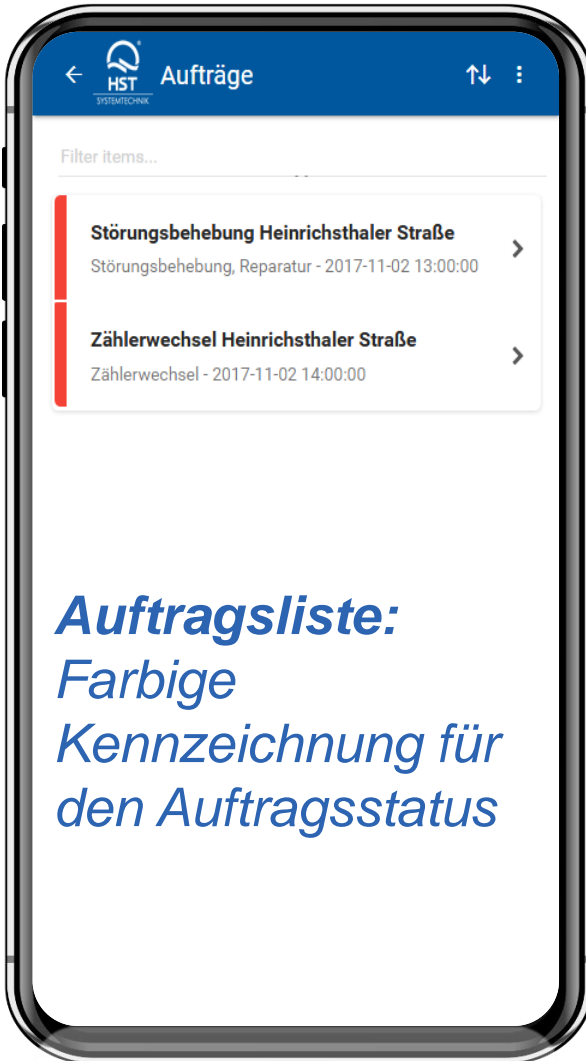 HST
SYSTEMTECHNIK
Aufträge
Filter items...
Störungsbehebung Heinrichsthaler Straße
Störungsbehebung, Reparatur - 2017-11-02 13:00:00
Zählerwechsel Heinrichsthaler Straße
Zählerwechsel - 2017-11-02 14:00:00
Auftragsliste:
Farbige
Kennzeichnung für
den Auftragsstatus